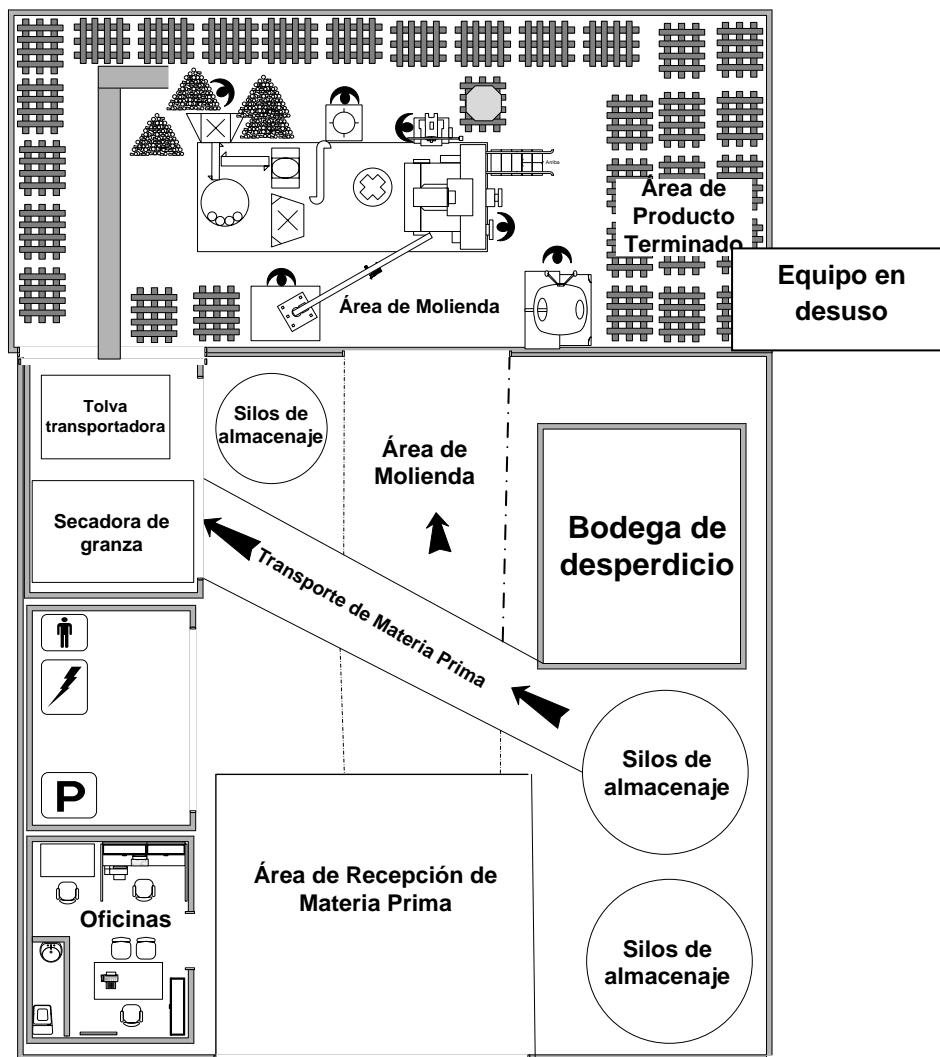 Arriba
Área de
Producto
Terminado
Equipo en
desuso
Área de Molienda
Tolva
transportadora
Silos de
almacenaje
Área de
Molienda
Secadora de
granza
Bodega de
desperdicio
Transporte de Materia Prima
Silos de
almacenaje
P
Área de Recepción de
Materia Prima
Oficinas
Silos de
almacenaje